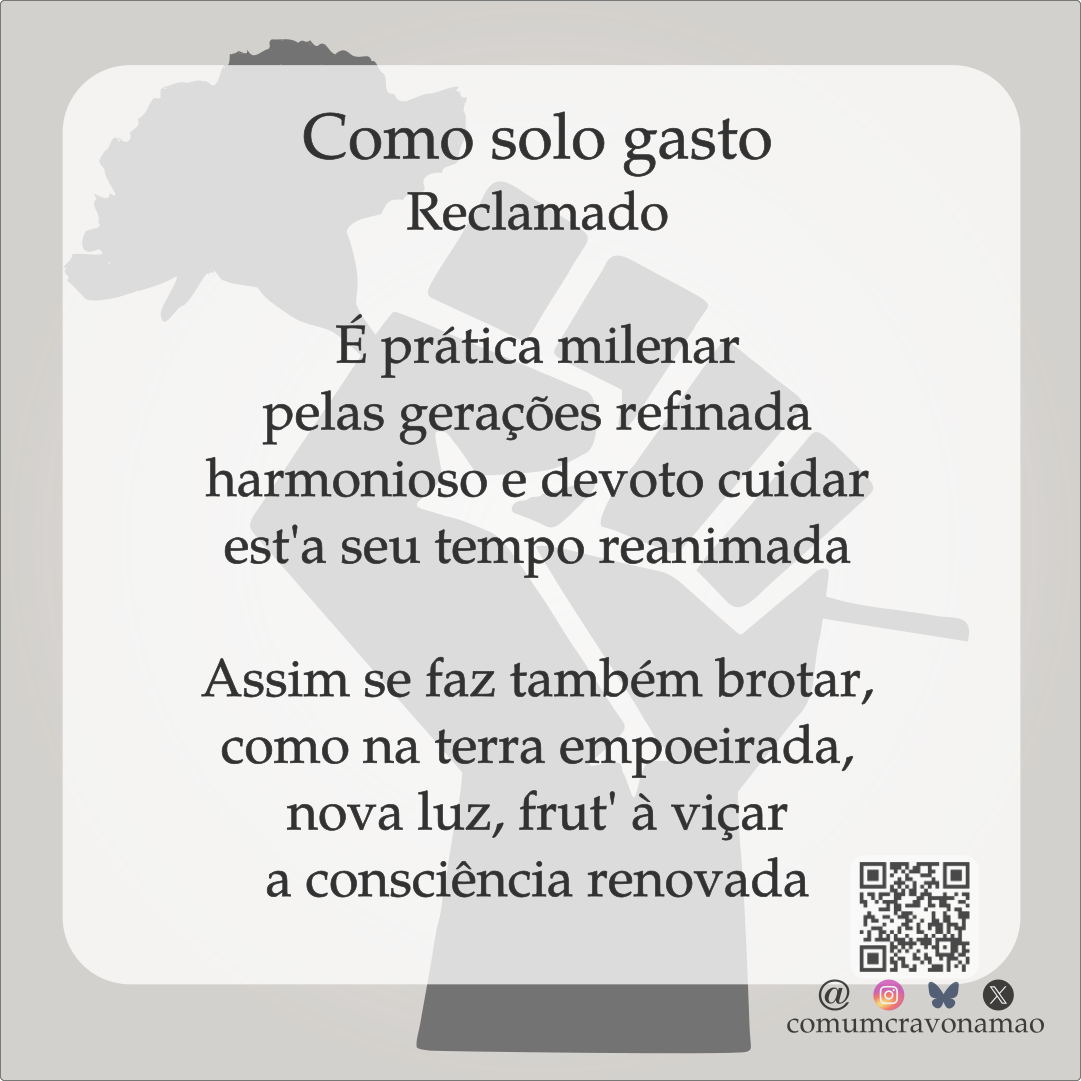 Como solo gasto
Reclamado
É prática milenar
pelas gerações refinada
harmonioso e devoto cuidar
est'a seu tempo reanimada
Assim se faz também brotar,
como na terra empoeirada,
nova luz, frut' à viçar
a consciência renovada
@
comumcravonamao